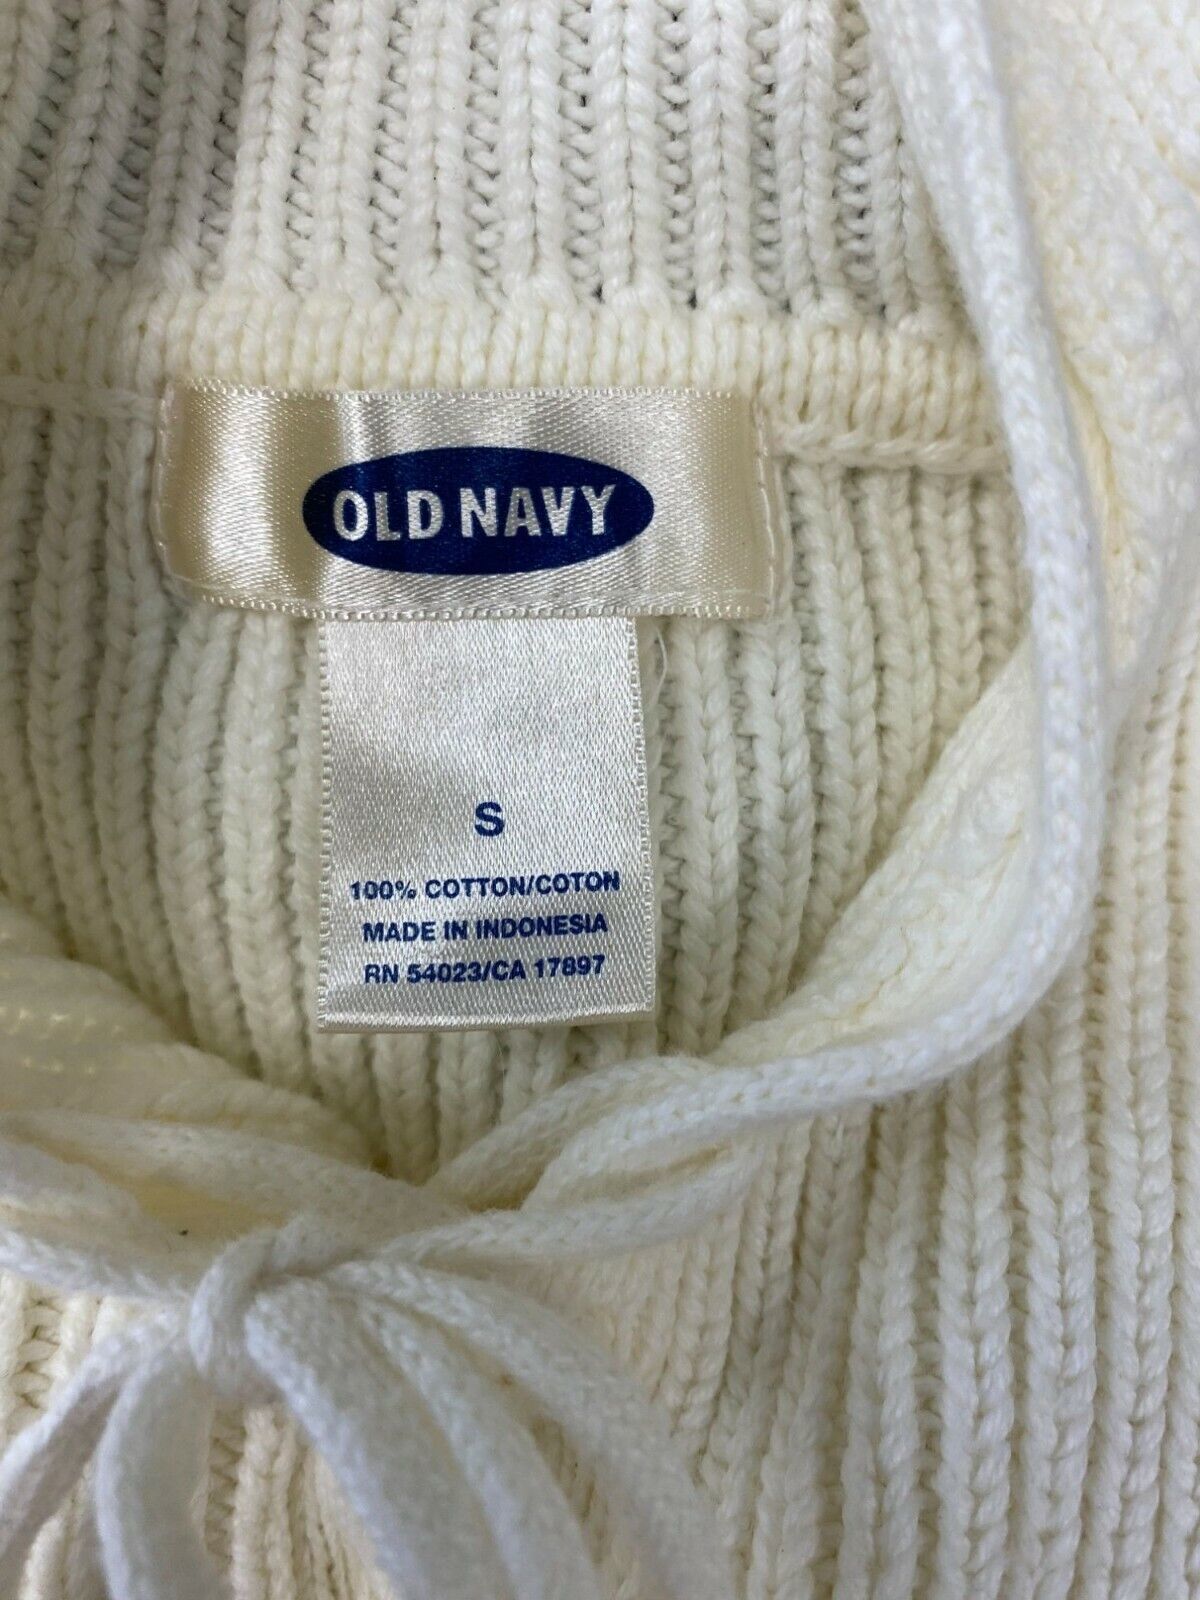 OLD NAVY
S
100% COTTON/COTON
MADE IN INDONESIA
RN 54023/CA 17897